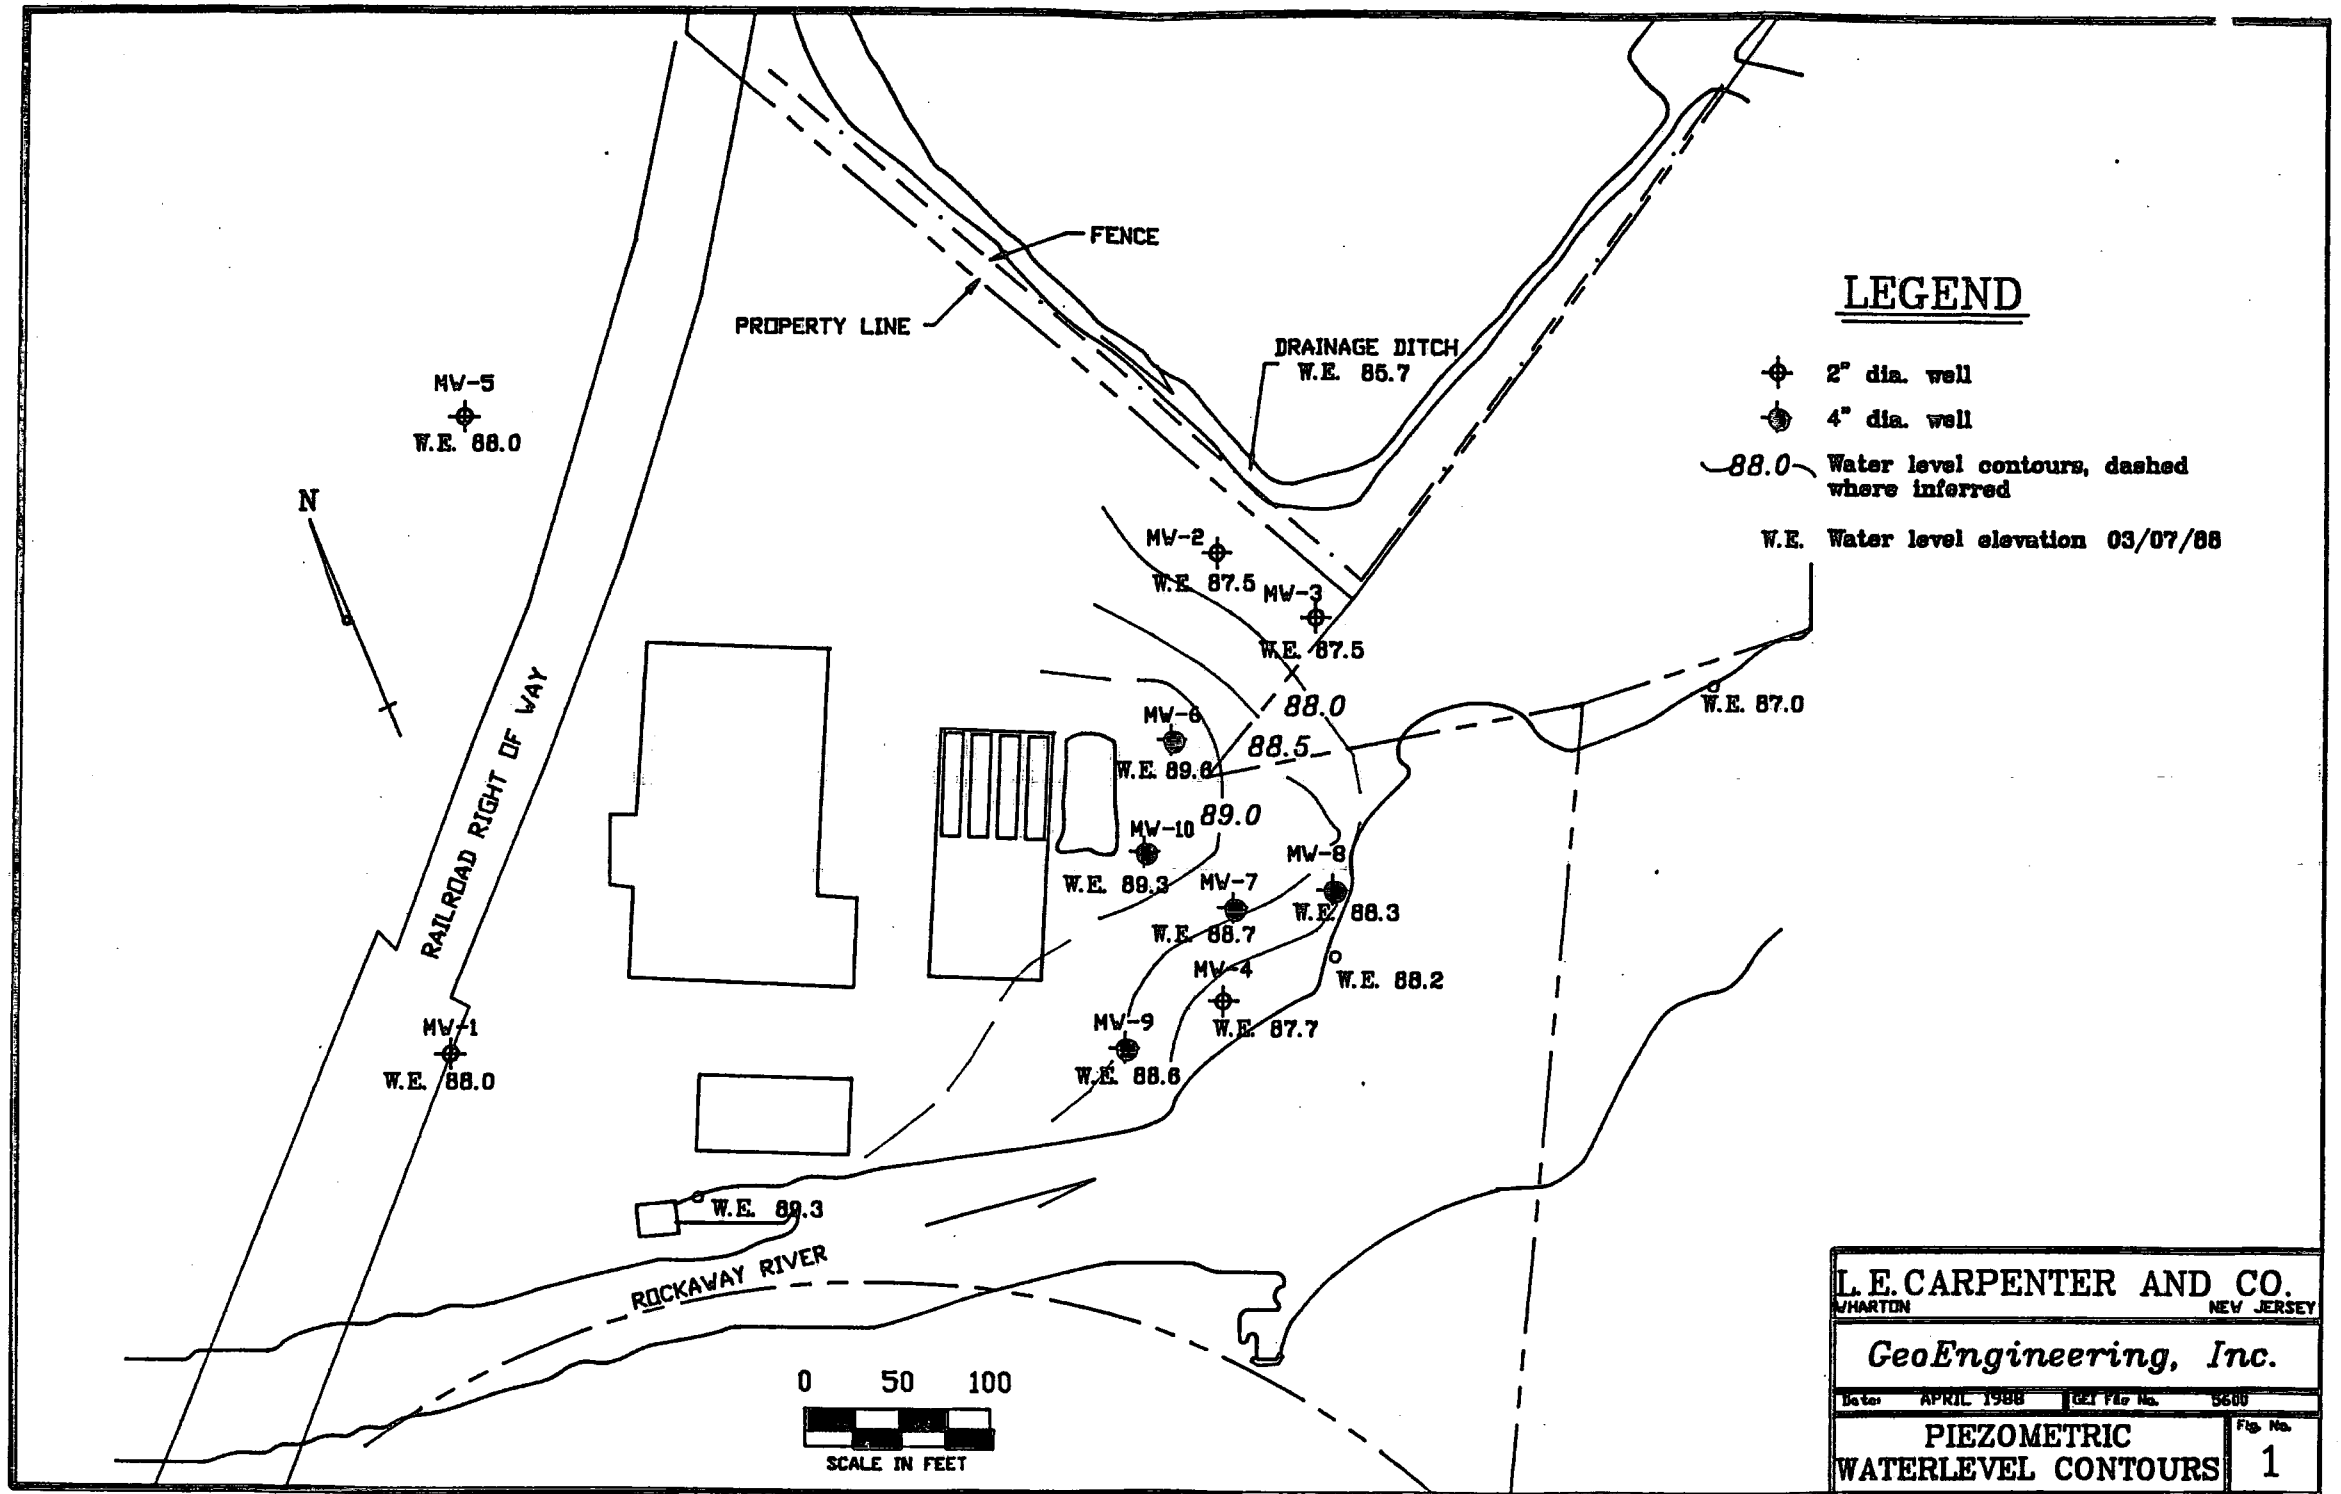 FENCE
PROPERTY LINE
DRAINAGE DITCH
W.E. 85.7
LEGEND
2" dia. well
4" dia. well
88.0 Water level contours, dashed
where inferred
W.E. Water level elevation 03/07/88
MW-5
W.E. 88.0
N
MW-2
W.E. 87.5
MW-3
W.E. 87.5
RAILROAD RIGHT OF WAY
88.0
88.5
89.0
W.E. 87.0
MW-6
W.E. 89.6
MW-10
W.E. 89.3
MW-8
W.E. 88.3
MW-7
W.E. 88.7
MW-4
W.E. 87.7
W.E. 88.2
MW-9
W.E. 88.6
MW-1
W.E. 88.0
W.E. 89.3
ROCKAWAY RIVER
0 50 100
SCALE IN FEET
L.E.CARPENTER AND CO.
WHARTON NEW JERSEY
GeoEngineering, Inc.
Date: APRIL 1988 GEI File No. 5600
PIEZOMETRIC
WATERLEVEL CONTOURS
Fig. No.
1